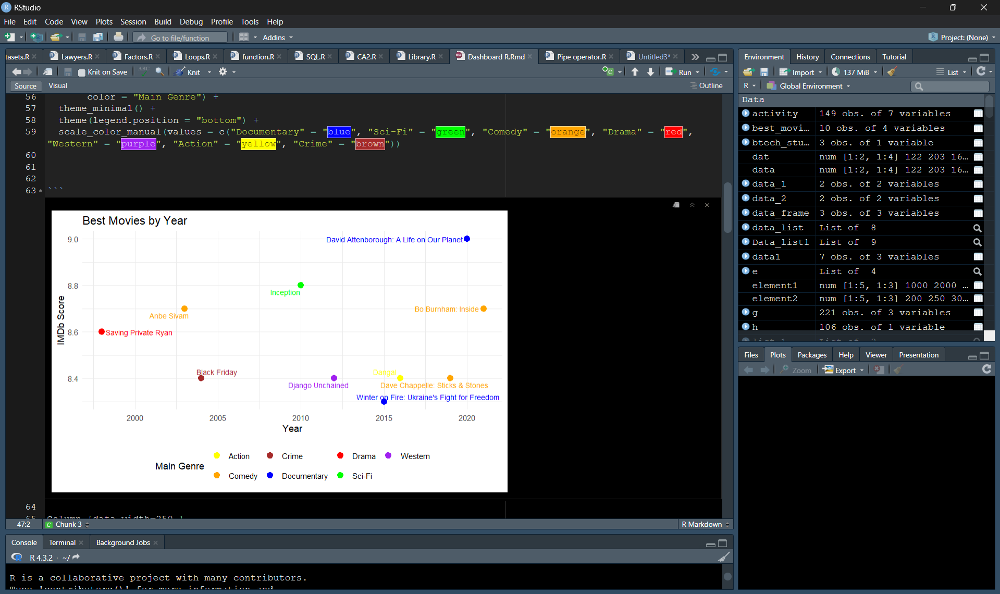 RStudio
File Edit Code View Plots Session Build Debug Profile Tools Help
Go to file/function Addins Project: (None)
tasets.R Lawyers.R Factors.R Loops.R function.R SQL.R CA2.R Library.R Dashboard R.Rmd Pipe operator.R Untitled3*
Knit on Save ABC Knit Run
Source Visual Outline
56 color = "Main Genre") +
57 theme_minimal() +
58 theme(legend.position = "bottom") +
59 scale_color_manual(values = c("Documentary" = "blue", "Sci-Fi" = "green", "Comedy" = "orange", "Drama" = "red",
"Western" = "purple", "Action" = "yellow", "Crime" = "brown"))
60
61
62
63 ```
Best Movies by Year
IMDb Score
9.0
8.8
8.6
8.4
David Attenborough: A Life on Our Planet
Inception
Anbe Sivam
Bo Burnham: Inside
Saving Private Ryan
Black Friday
Dangal
Django Unchained
Dave Chappelle: Sticks & Stones
Winter on Fire: Ukraine's Fight for Freedom
2000 2005 2010 2015 2020
Year
Main Genre
Action Crime Drama Western
Comedy Documentary Sci-Fi
64
65 Column {data-width=350 }
47:2 Chunk 3 R Markdown
Console Terminal Background Jobs
R 4.3.2 · ~/
R is a collaborative project with many contributors.
Type 'contributors()' for more information and
Environment History Connections Tutorial
Import 137 MiB List
R Global Environment
Data
activity 149 obs. of 7 variables
best_movi… 10 obs. of 4 variables
btech_stu… 3 obs. of 1 variable
dat num [1:2, 1:4] 122 203 16…
data num [1:2, 1:4] 122 203 16…
data_1 2 obs. of 2 variables
data_2 2 obs. of 2 variables
data_frame 3 obs. of 3 variables
data_list List of 8
Data_list1 List of 9
data1 7 obs. of 3 variables
e List of 4
element1 num [1:5, 1:3] 1000 2000 …
element2 num [1:5, 1:3] 200 250 30…
g 221 obs. of 3 variables
h 106 obs. of 1 variable
list_1 List of
Files Plots Packages Help Viewer Presentation
Zoom Export